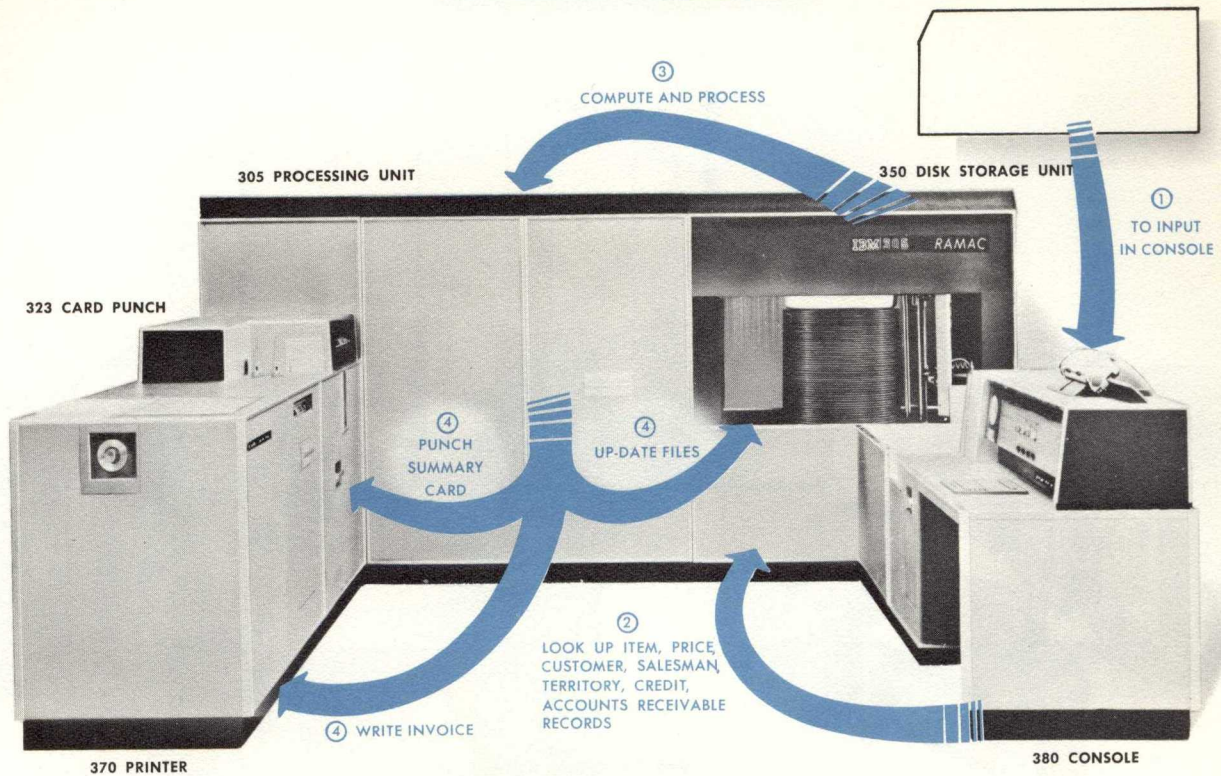 ③
COMPUTE AND PROCESS
305 PROCESSING UNIT
350 DISK STORAGE UNIT
①
TO INPUT
IN CONSOLE
IBM 305 RAMAC
323 CARD PUNCH
④
PUNCH
SUMMARY
CARD
④
UP-DATE FILES
②
LOOK UP ITEM, PRICE,
CUSTOMER, SALESMAN,
TERRITORY, CREDIT,
ACCOUNTS RECEIVABLE
RECORDS
④ WRITE INVOICE
370 PRINTER
380 CONSOLE